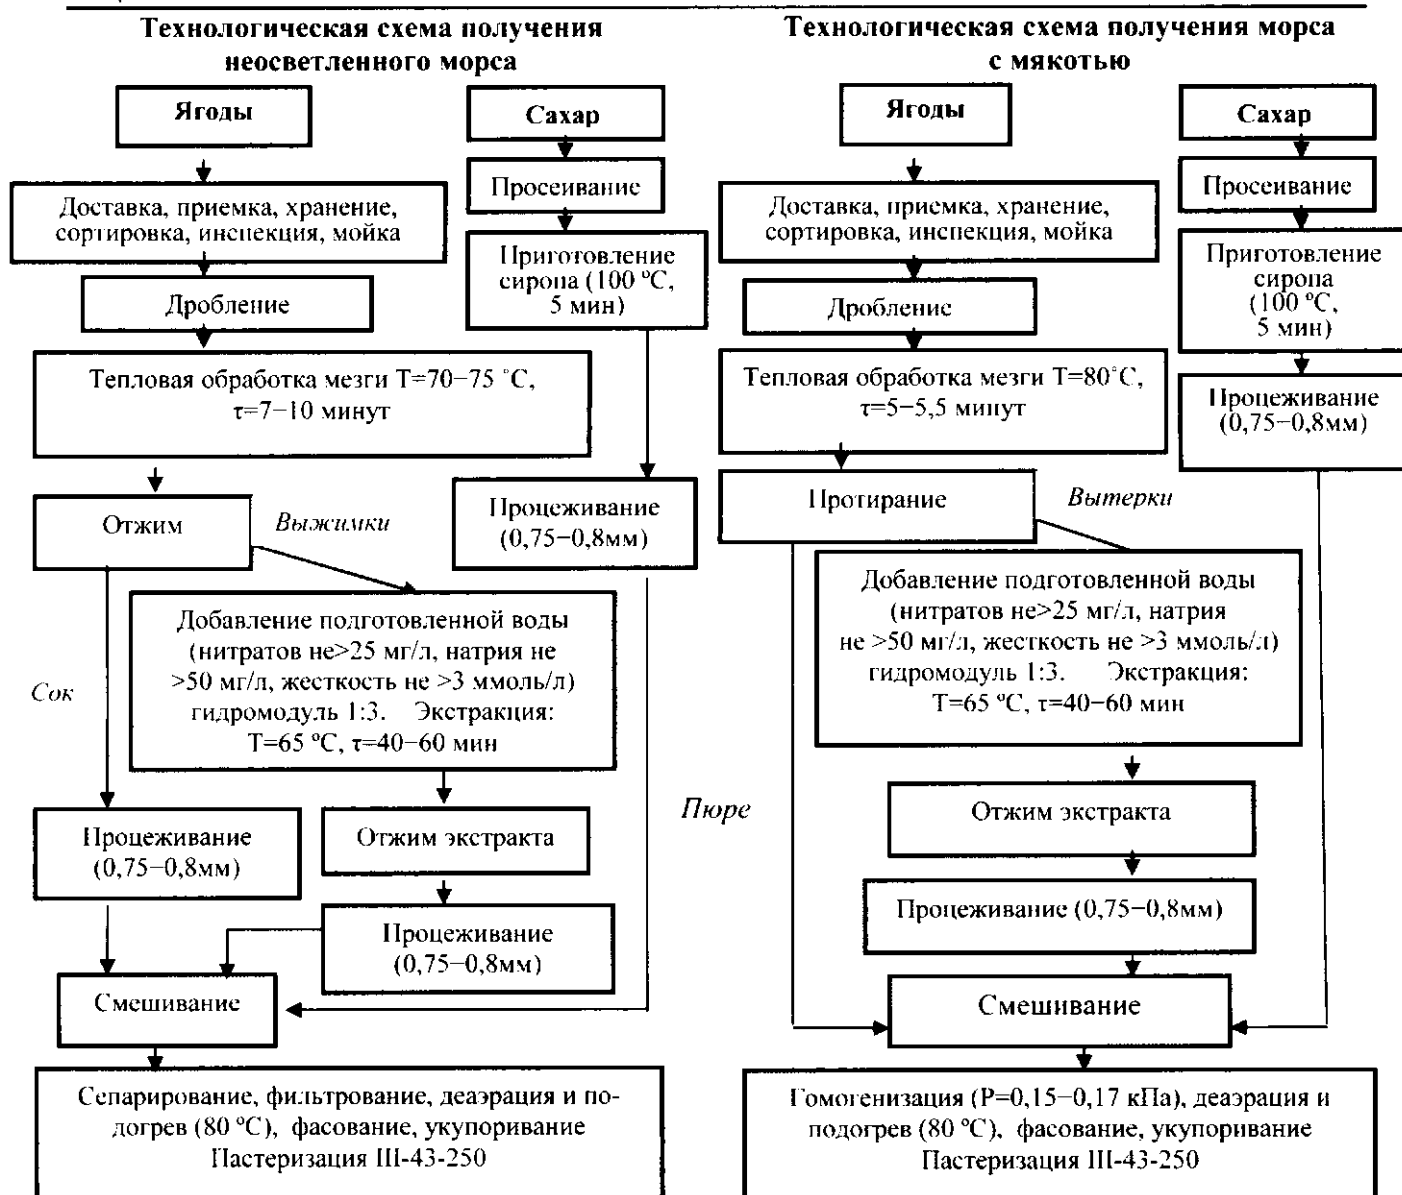 Технологическая схема получения
неосветленного морса
Ягоды
Сахар
Просеивание
Доставка, приемка, хранение,
сортировка, инспекция, мойка
Приготовление
сиропа (100 °С,
5 мин)
Дробление
Тепловая обработка мезги Т=70−75 °С,
τ=7−10 минут
Отжим
Выжимки
Процеживание
(0,75−0,8мм)
Добавление подготовленной воды
(нитратов не>25 мг/л, натрия не
>50 мг/л, жесткость не >3 ммоль/л)
гидромодуль 1:3. Экстракция:
Т=65 °С, τ=40−60 мин
Сок
Процеживание
(0,75−0,8мм)
Отжим экстракта
Процеживание
(0,75−0,8мм)
Смешивание
Сепарирование, фильтрование, деаэрация и по-
догрев (80 °С), фасование, укупоривание
Пастеризация III-43-250
Технологическая схема получения морса
с мякотью
Ягоды
Сахар
Просеивание
Доставка, приемка, хранение,
сортировка, инспекция, мойка
Приготовление
сиропа
(100 °С,
5 мин)
Дробление
Тепловая обработка мезги Т=80°С,
τ=5−5,5 минут
Процеживание
(0,75−0,8мм)
Протирание
Вытерки
Добавление подготовленной воды
(нитратов не>25 мг/л, натрия
не >50 мг/л, жесткость не >3 ммоль/л)
гидромодуль 1:3. Экстракция:
Т=65 °С, τ=40−60 мин
Пюре
Отжим экстракта
Процеживание (0,75−0,8мм)
Смешивание
Гомогенизация (Р=0,15−0,17 кПа), деаэрация и
подогрев (80 °С), фасование, укупоривание
Пастеризация III-43-250